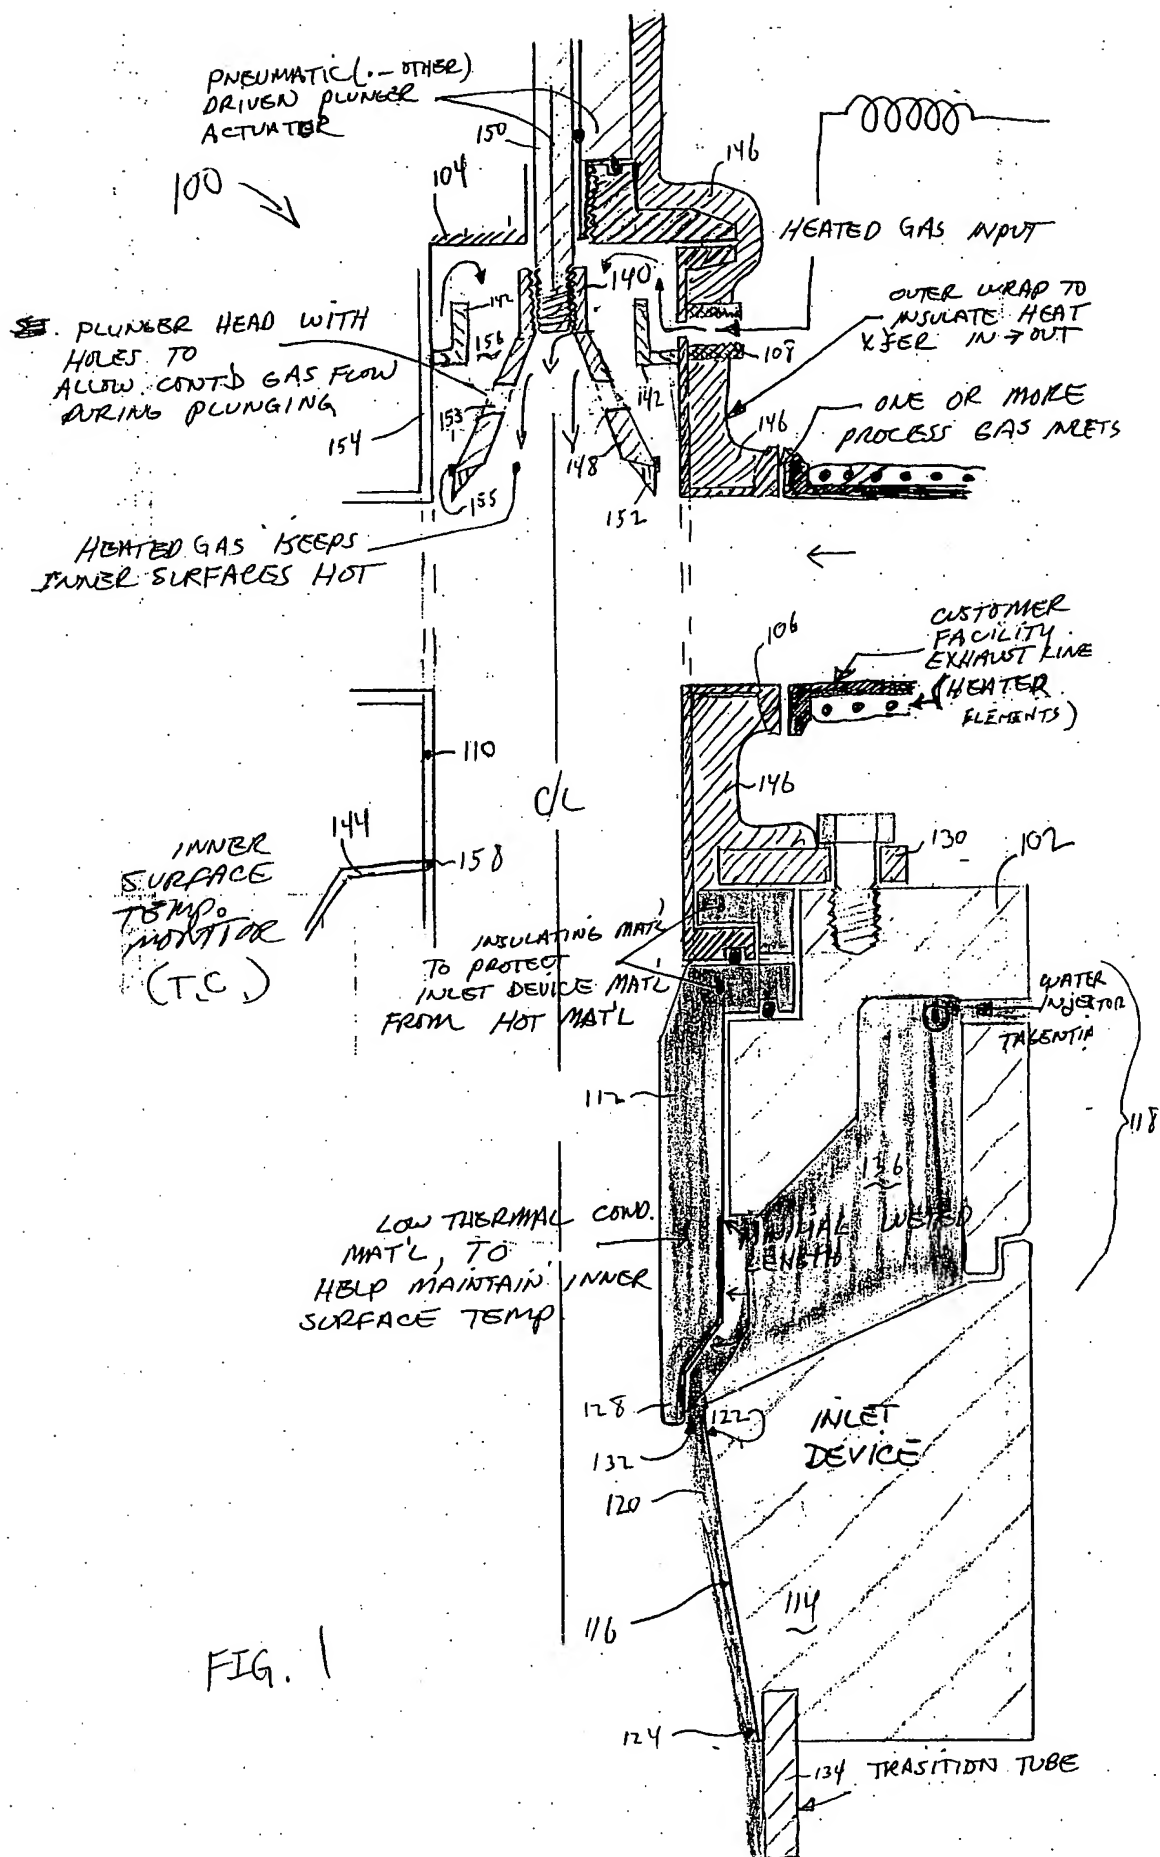 PNEUMATIC (.– OTHER)
DRIVEN PLUNGER
ACTUATER
150
100
104
146
HEATED GAS INPUT
142
140
OUTER WRAP TO
INSULATE HEAT
XFER IN → OUT
PLUNGER HEAD WITH
HOLES TO
ALLOW CONT'D GAS FLOW
DURING PLUNGING
156
108
142
153
154
148
146
ONE OR MORE
PROCESS GAS INLETS
155
152
HEATED GAS KEEPS
INNER SURFACES HOT
106
CUSTOMER
FACILITY
EXHAUST LINE
(HEATER
ELEMENTS)
110
C/L
146
144
158
130
102
INNER
SURFACE
TEMP.
MONITOR
(T.C.)
INSULATING MAT'L
TO PROTECT
INLET DEVICE MAT'L
FROM HOT MAT'L
WATER
INJECTOR
TAGENTIA
112
118
136
LOW THERMAL COND.
MAT'L, TO
HELP MAINTAIN INNER
SURFACE TEMP
WETED
LENGTH
128
122
132
INLET
DEVICE
120
116
114
FIG. 1
124
134
TRASITION TUBE